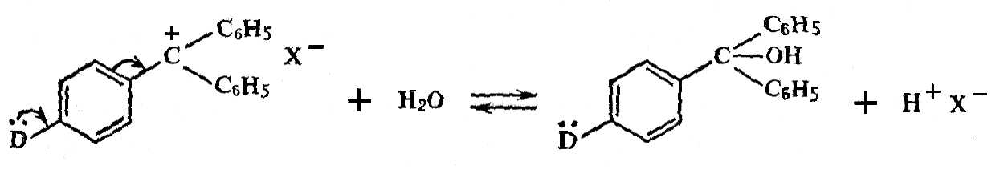 C₆H₅
+
C
X⁻
C₆H₅
D̈
+ H₂O ⇌
C₆H₅
C—OH
C₆H₅
D̈
+ H⁺ X⁻